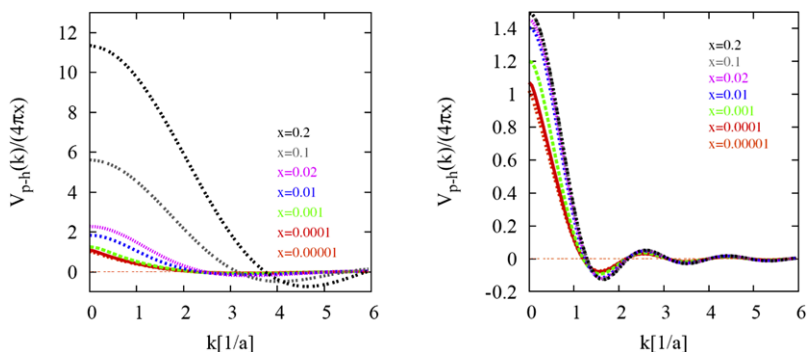 12
10
8
6
4
2
0
V_p-h(k)/(4πx)
x=0.2
x=0.1
x=0.02
x=0.01
x=0.001
x=0.0001
x=0.00001
0 1 2 3 4 5 6
k[1/a]
1.4
1.2
1
0.8
0.6
0.4
0.2
0
-0.2
V_p-h(k)/(4πx)
x=0.2
x=0.1
x=0.02
x=0.01
x=0.001
x=0.0001
x=0.00001
0 1 2 3 4 5 6
k[1/a]